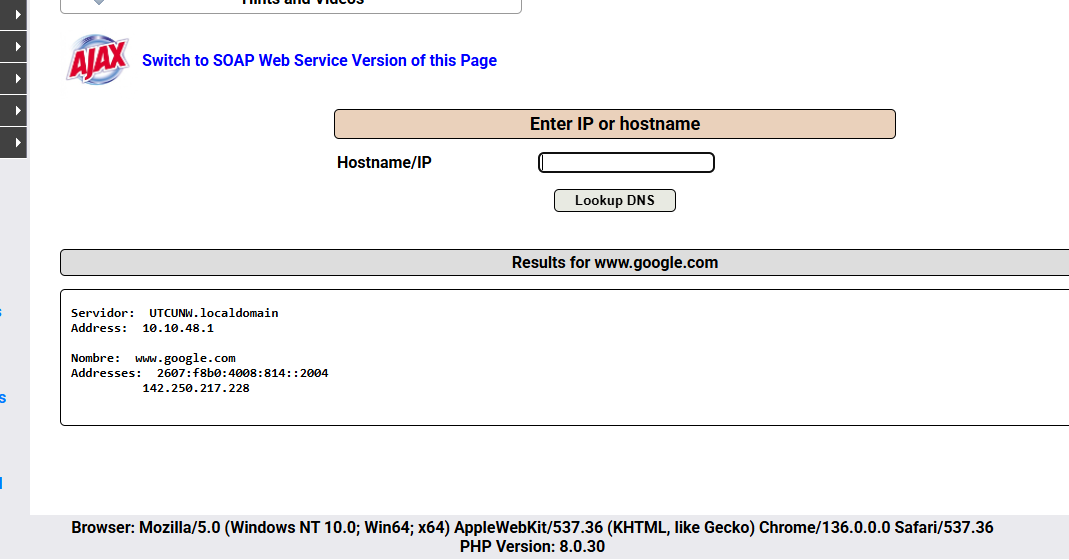 Hints and Videos
AJAX
Switch to SOAP Web Service Version of this Page
Enter IP or hostname
Hostname/IP
Lookup DNS
Results for www.google.com
Servidor: UTCUNW.localdomain
Address: 10.10.48.1
Nombre: www.google.com
Addresses: 2607:f8b0:4008:814::2004
142.250.217.228
s
Browser: Mozilla/5.0 (Windows NT 10.0; Win64; x64) AppleWebKit/537.36 (KHTML, like Gecko) Chrome/136.0.0.0 Safari/537.36
PHP Version: 8.0.30